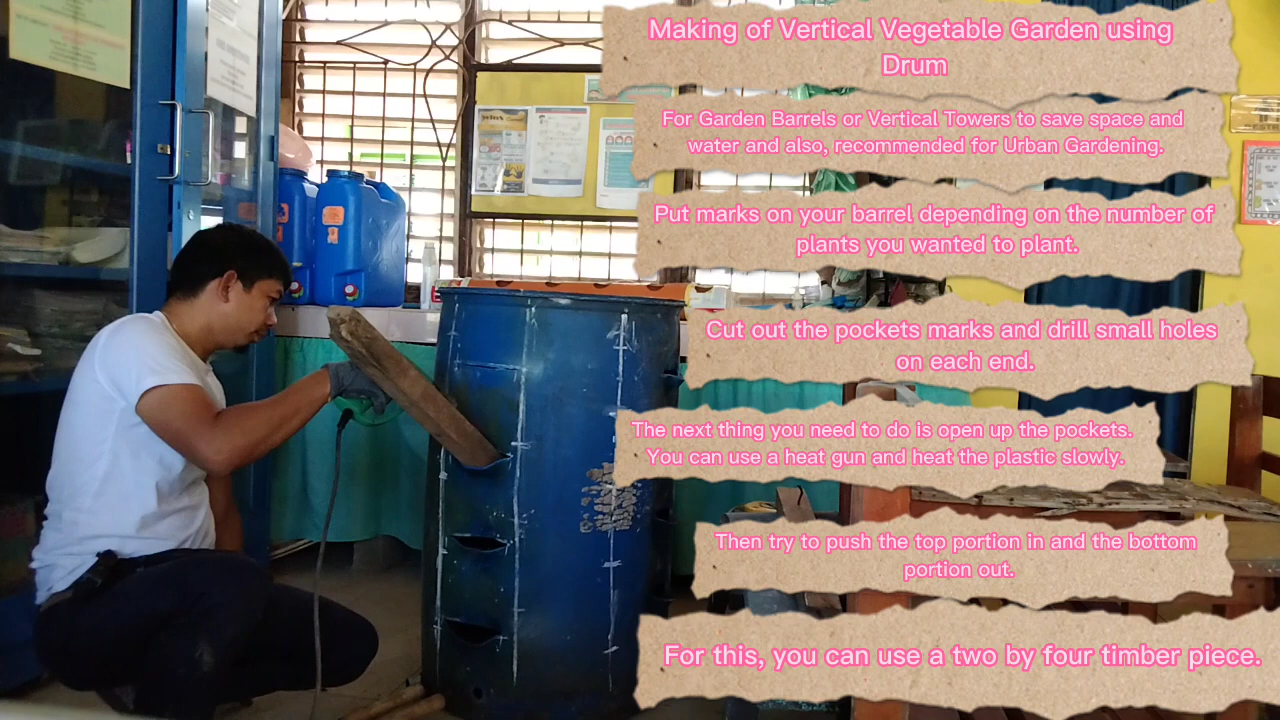 Making of Vertical Vegetable Garden using
Drum
For Garden Barrels or Vertical Towers to save space and
water and also, recommended for Urban Gardening.
Put marks on your barrel depending on the number of
plants you wanted to plant.
Cut out the pockets marks and drill small holes
on each end.
The next thing you need to do is open up the pockets.
You can use a heat gun and heat the plastic slowly.
Then try to push the top portion in and the bottom
portion out.
For this, you can use a two by four timber piece.